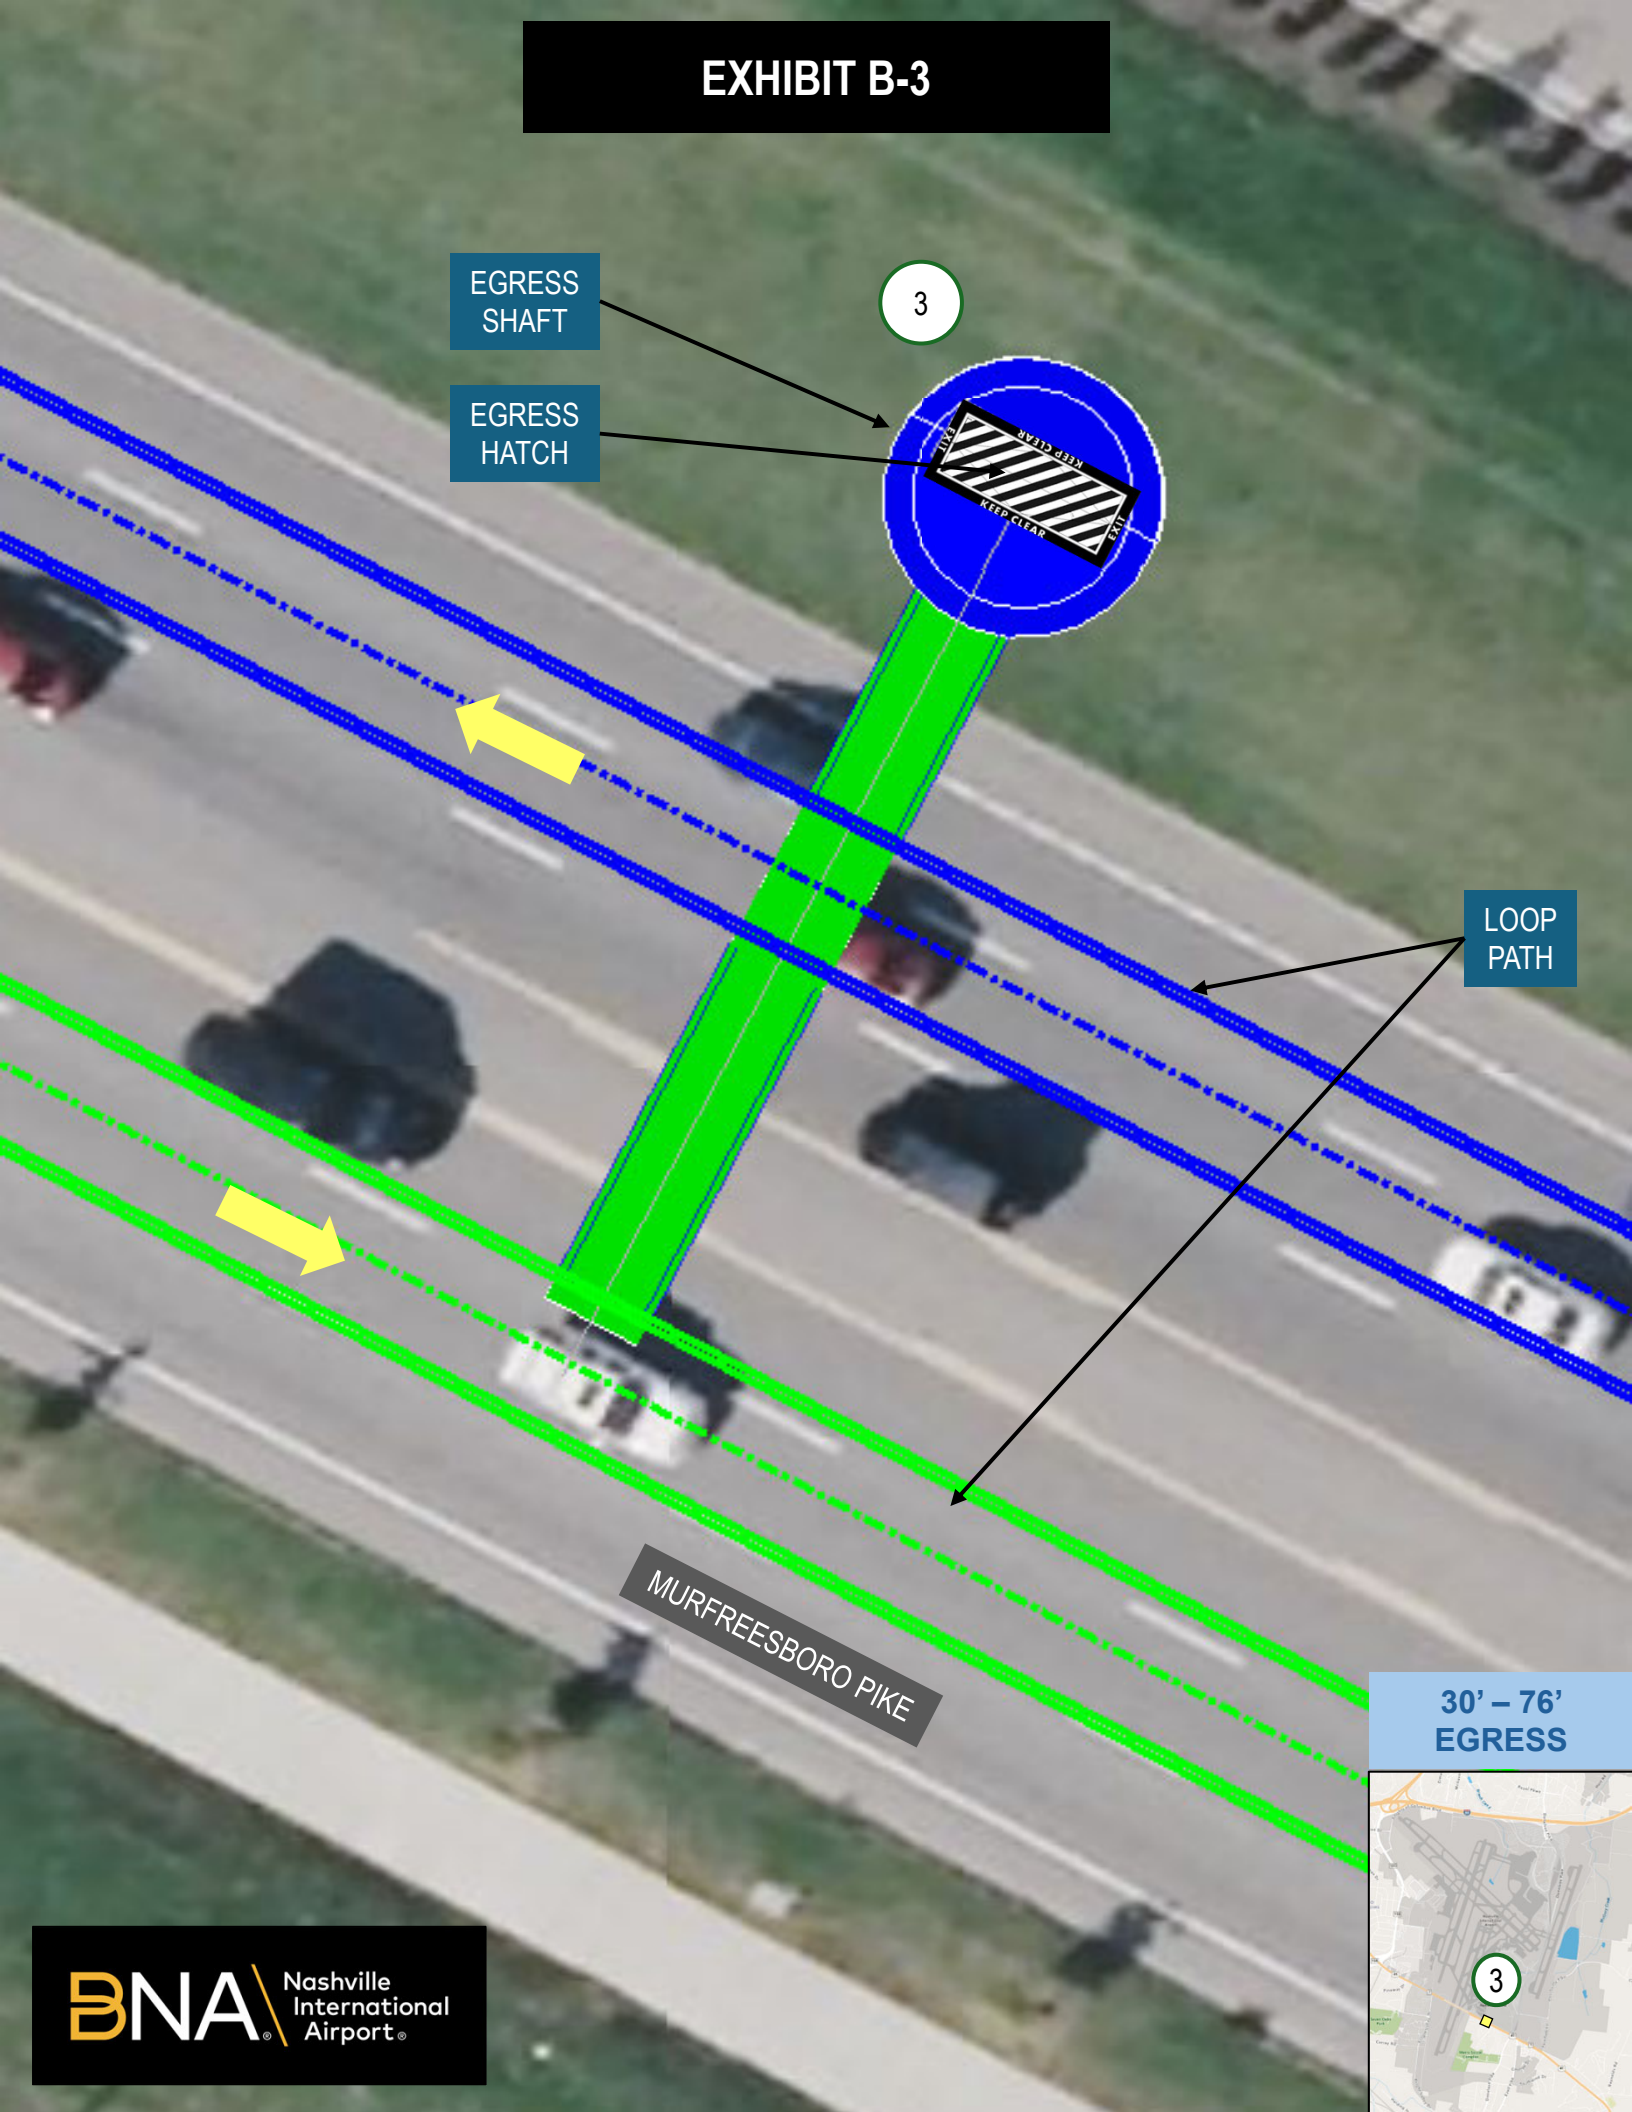 EXHIBIT B-3
EGRESS
SHAFT
3
EGRESS
HATCH
EXIT
KEEP CLEAR
KEEP CLEAR
EXIT
LOOP
PATH
MURFREESBORO PIKE
30’ – 76’
EGRESS
3
BNA® Nashville
International
Airport®